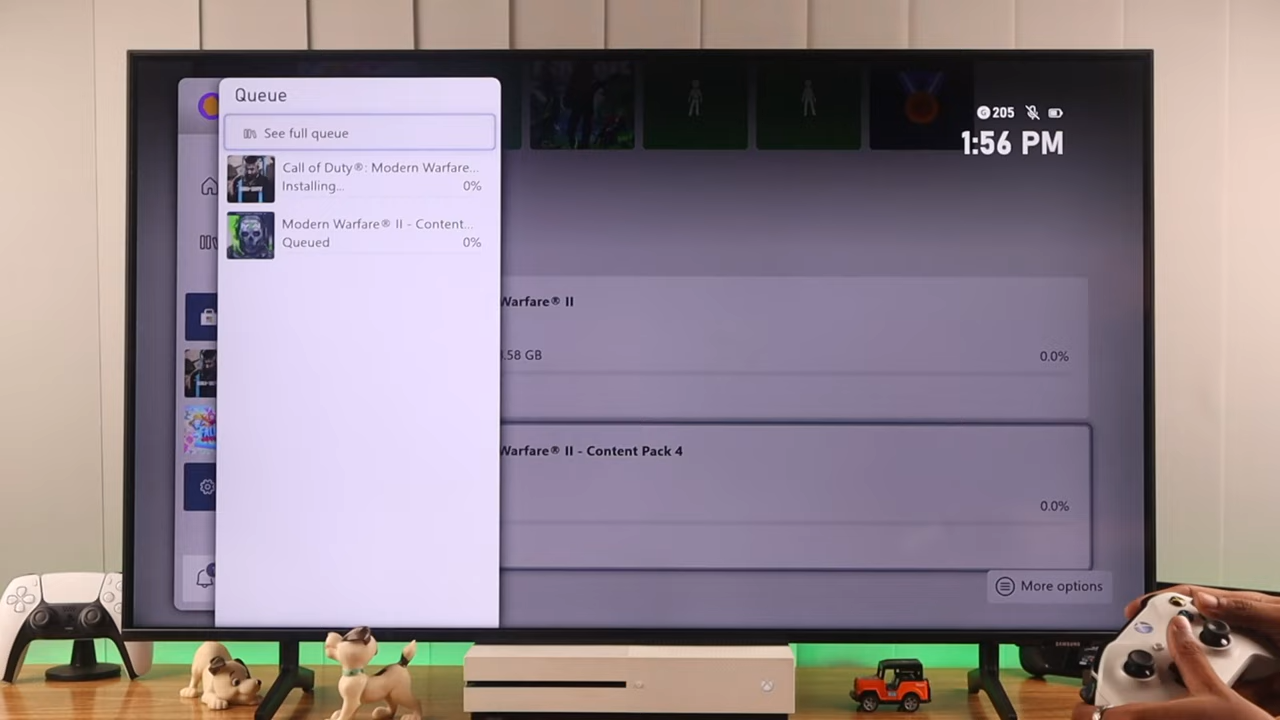 Queue
See full queue
Call of Duty®: Modern Warfare...
Installing... 0%
Modern Warfare® II - Content...
Queued 0%
G 205
1:56 PM
Warfare® II
.58 GB 0.0%
Warfare® II - Content Pack 4
0.0%
More options
SAMSUNG